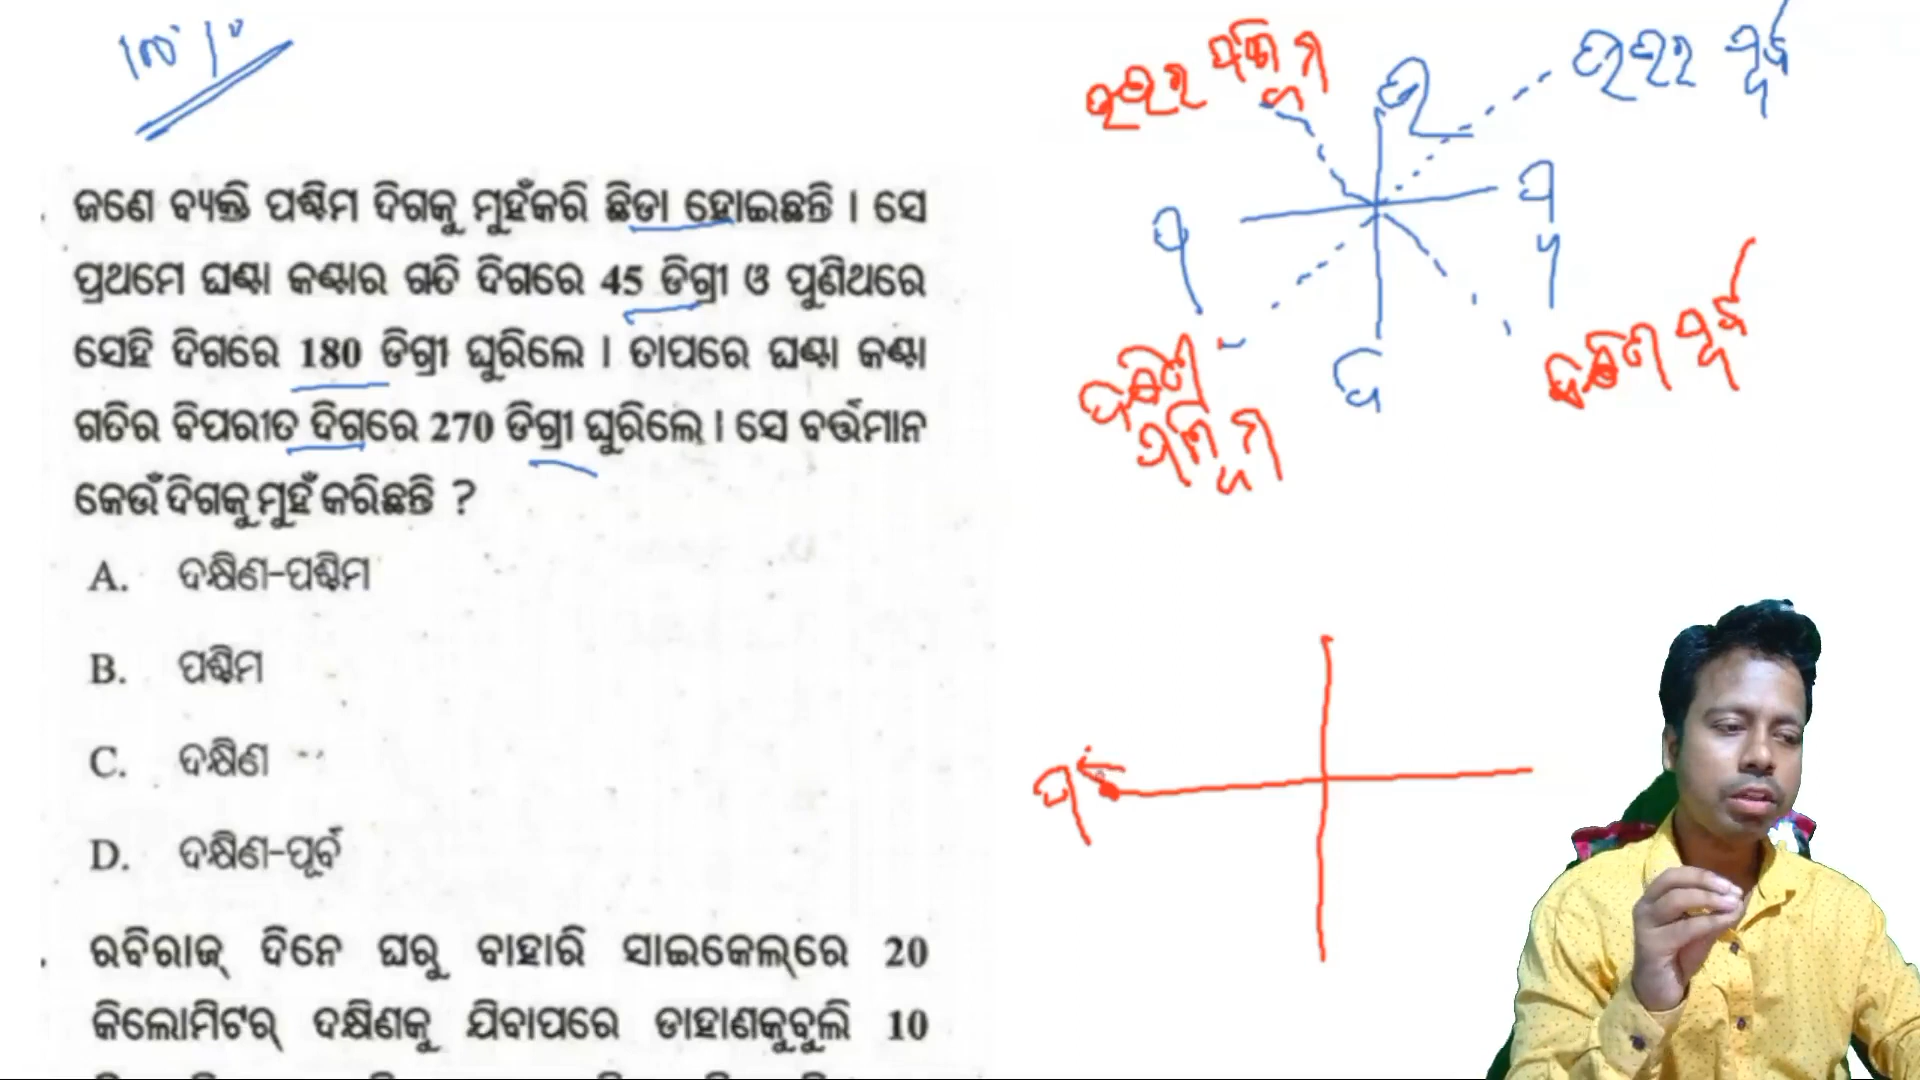 100%
ଜଣେ ବ୍ୟକ୍ତି ପଶ୍ଚିମ ଦିଗକୁ ମୁହଁକରି ଛିଡା ହୋଇଛନ୍ତି । ସେ
ପ୍ରଥମେ ଘଣ୍ଟା କଣ୍ଟାର ଗତି ଦିଗରେ 45 ଡିଗ୍ରୀ ଓ ପୁଣିଥରେ
ସେହି ଦିଗରେ 180 ଡିଗ୍ରୀ ଘୁରିଲେ । ତାପରେ ଘଣ୍ଟା କଣ୍ଟା
ଗତିର ବିପରୀତ ଦିଗରେ 270 ଡିଗ୍ରୀ ଘୁରିଲେ । ସେ ବର୍ତ୍ତମାନ
କେଉଁ ଦିଗକୁ ମୁହଁ କରିଛନ୍ତି ?
A. ଦକ୍ଷିଣ-ପଶ୍ଚିମ
B. ପଶ୍ଚିମ
C. ଦକ୍ଷିଣ
D. ଦକ୍ଷିଣ-ପୂର୍ବ
ରବିରାଜ୍ ଦିନେ ଘରୁ ବାହାରି ସାଇକେଲ୍‌ରେ 20
କିଲୋମିଟର୍ ଦକ୍ଷିଣକୁ ଯିବାପରେ ଡାହାଣକୁବୁଲି 10
ଉତ୍ତର ପଶ୍ଚିମ
ଉ
ଉତ୍ତର ପୂର୍ବ
ପ
ପୂ
ଦକ୍ଷିଣ
ପଶ୍ଚିମ
ଦ
ଦକ୍ଷିଣ ପୂର୍ବ
ପ